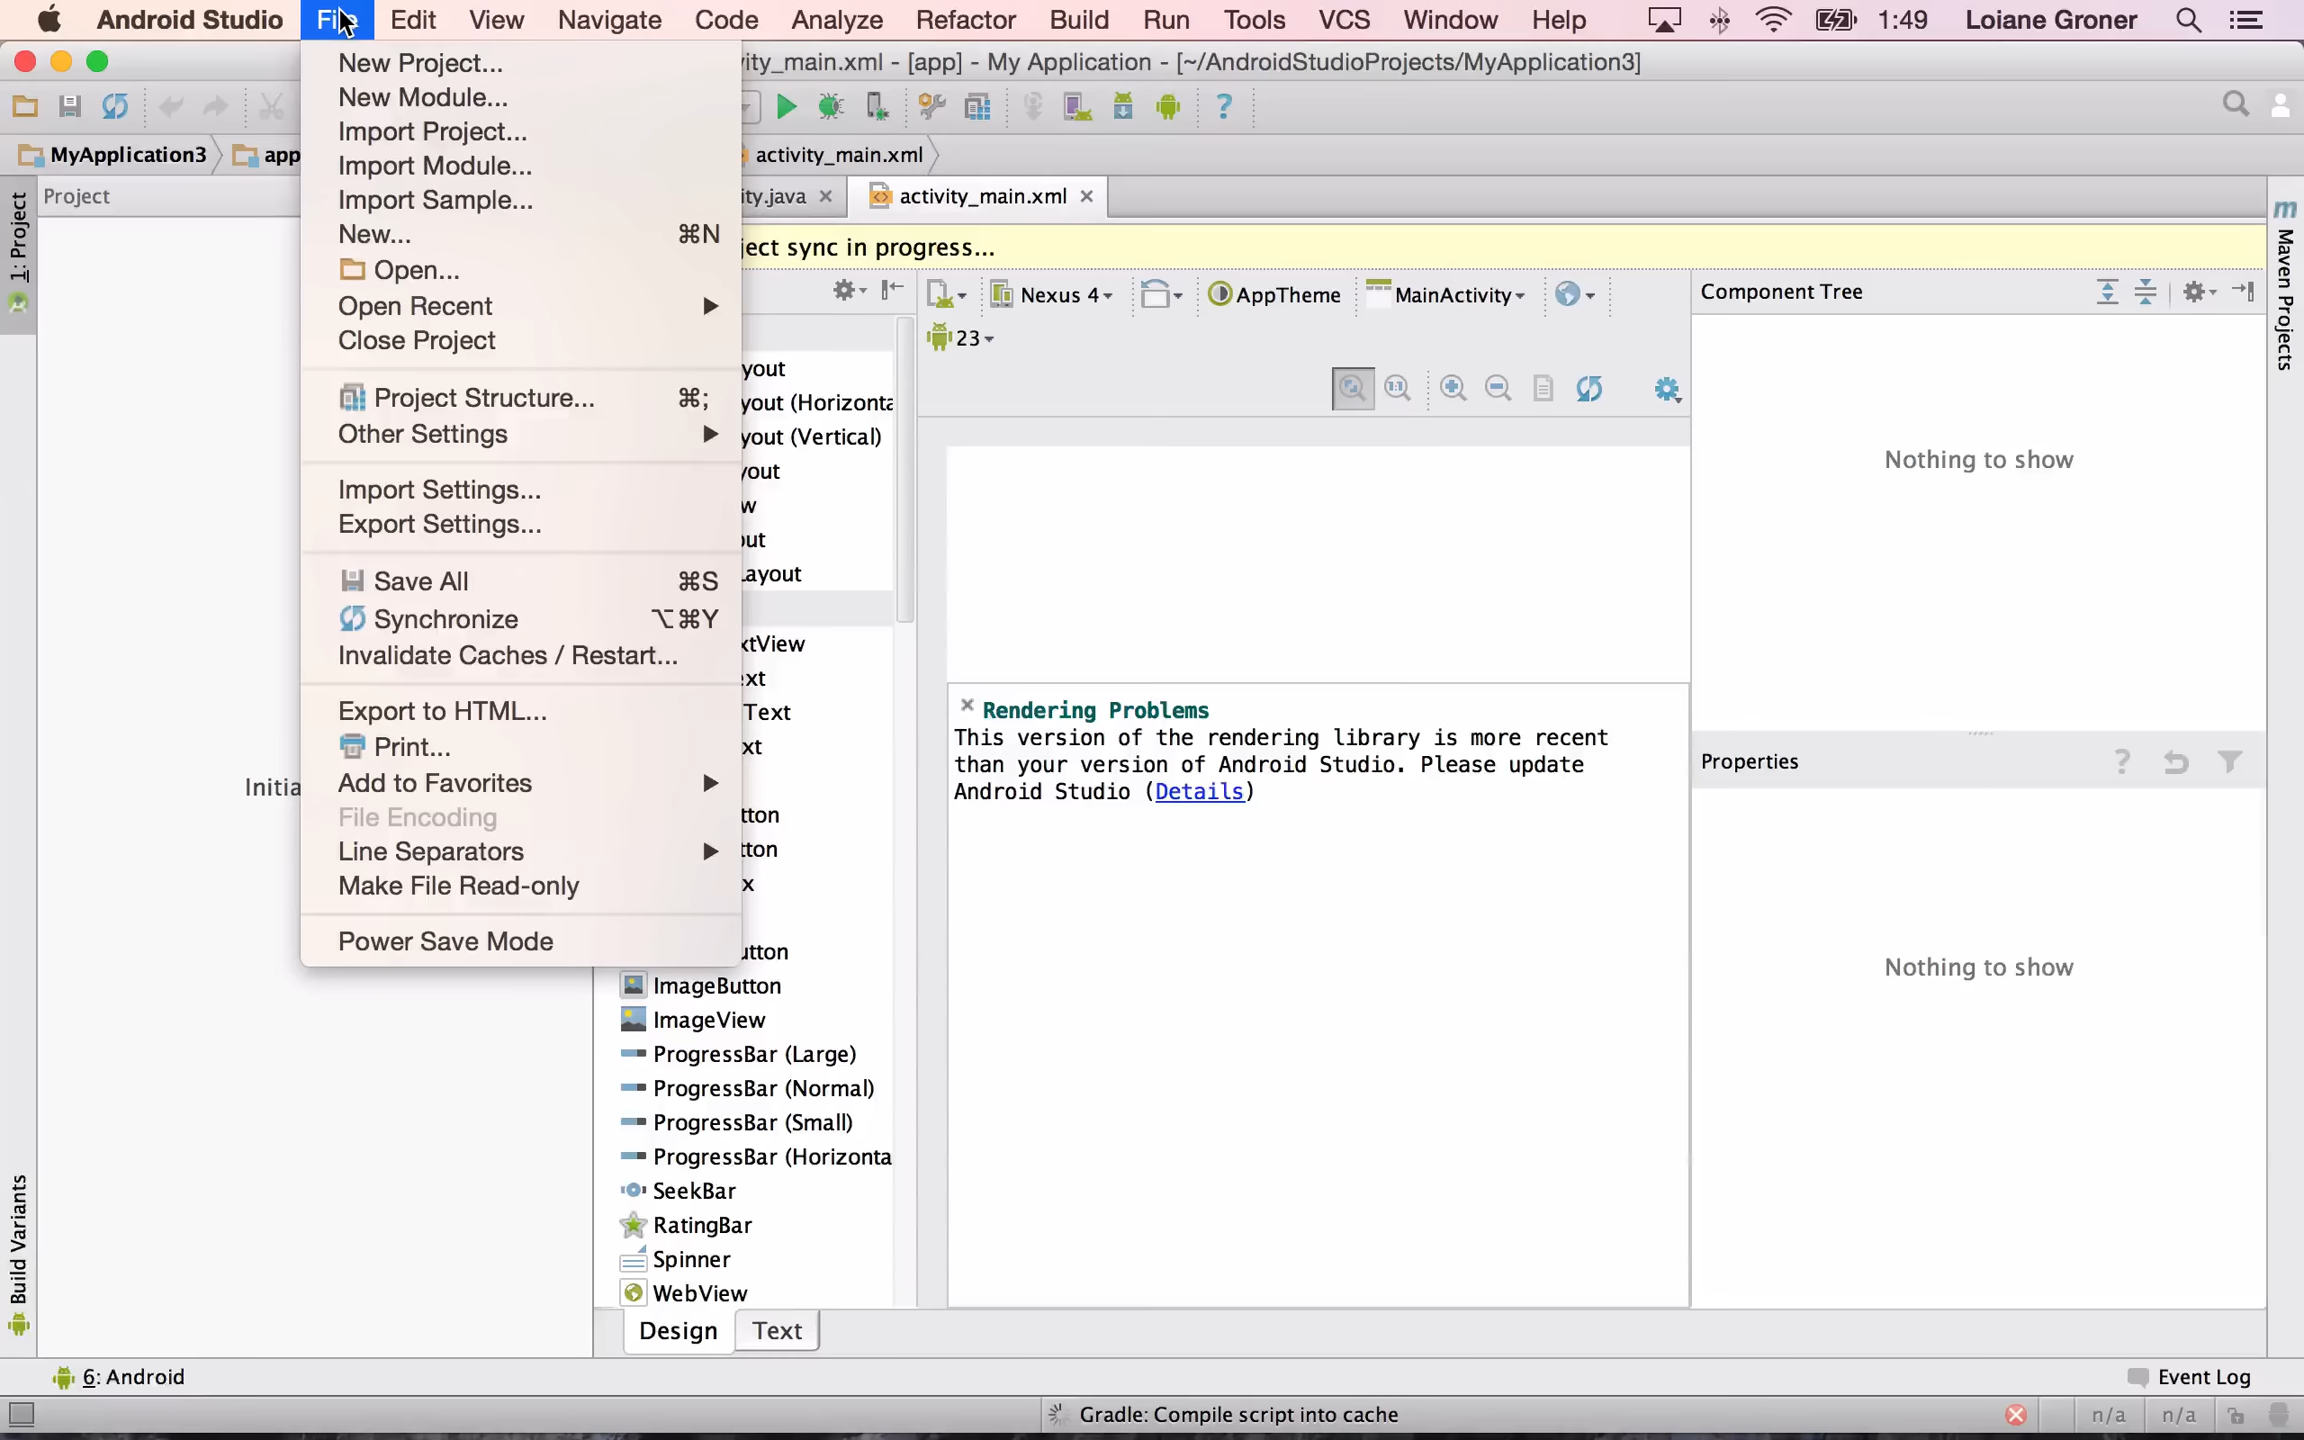 Android Studio File Edit View Navigate Code Analyze Refactor Build Run Tools VCS Window Help 1:49 Loiane Groner
ity_main.xml - [app] - My Application - [~/AndroidStudioProjects/MyApplication3]
New Project...
New Module...
Import Project...
Import Module...
Import Sample...
New... ⌘N
Open...
Open Recent
Close Project
Project Structure... ⌘;
Other Settings
Import Settings...
Export Settings...
Save All ⌘S
Synchronize ⌥⌘Y
Invalidate Caches / Restart...
Export to HTML...
Print...
Add to Favorites
File Encoding
Line Separators
Make File Read-only
Power Save Mode
?
MyApplication3 app activity_main.xml
1: Project
Project
Initia
Build Variants
ity.java activity_main.xml
ject sync in progress...
yout
yout (Horizonta
yout (Vertical)
yout
w
out
Layout
xtView
ext
Text
xt
tton
tton
x
utton
ImageButton
ImageView
ProgressBar (Large)
ProgressBar (Normal)
ProgressBar (Small)
ProgressBar (Horizonta
SeekBar
RatingBar
Spinner
WebView
Design Text
Nexus 4 AppTheme MainActivity
23
1:1
Rendering Problems
This version of the rendering library is more recent
than your version of Android Studio. Please update
Android Studio (Details)
Component Tree
Nothing to show
Properties ?
Nothing to show
m
Maven Projects
6: Android
Event Log
Gradle: Compile script into cache
n/a n/a